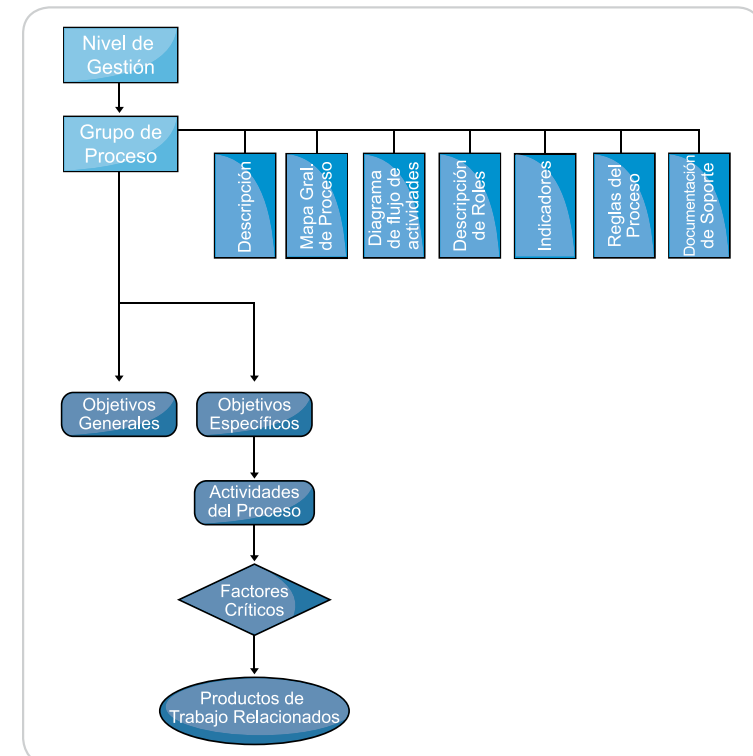 Nivel de
Gestión
Grupo de
Proceso
Descripción
Mapa Gral.
de Proceso
Diagrama
de flujo de
actividades
Descripción
de Roles
Indicadores
Reglas del
Proceso
Documentación
de Soporte
Objetivos
Generales
Objetivos
Específicos
Actividades
del Proceso
Factores
Críticos
Productos de
Trabajo Relacionados